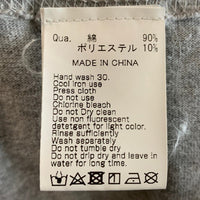 Qua. 綿 90%
ポリエステル 10%
MADE IN CHINA
Hand wash 30.
Cool iron use
Press cloth
Do not use
Chlorine bleach
Do not Dry clean
Use non fluorescent
detetgent for light color.
Rinse sufficiently
Wash separately
Do not tumble dry
Do not drip dry and leave in
water for long time.